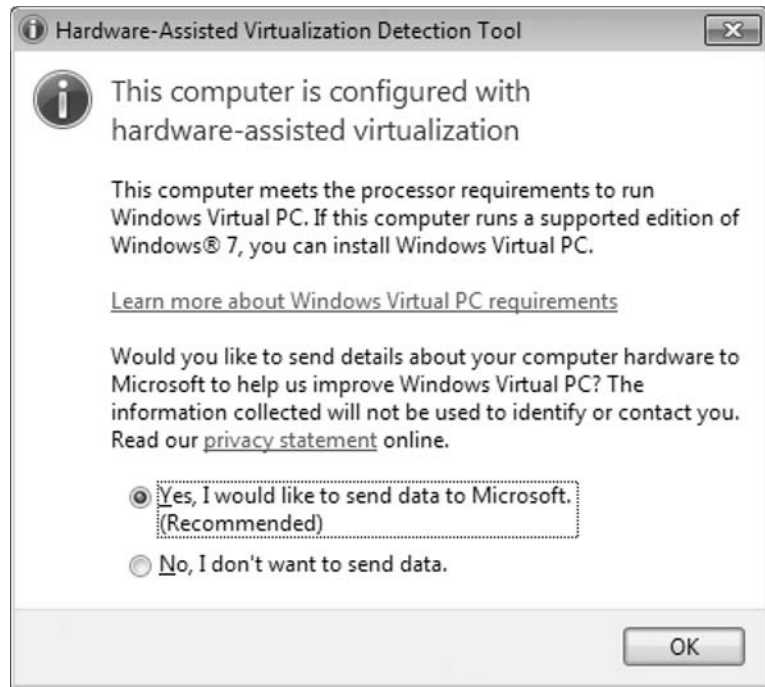 Hardware-Assisted Virtualization Detection Tool
This computer is configured with
hardware-assisted virtualization
This computer meets the processor requirements to run
Windows Virtual PC. If this computer runs a supported edition of
Windows® 7, you can install Windows Virtual PC.
Learn more about Windows Virtual PC requirements
Would you like to send details about your computer hardware to
Microsoft to help us improve Windows Virtual PC? The
information collected will not be used to identify or contact you.
Read our privacy statement online.
Yes, I would like to send data to Microsoft.
(Recommended)
No, I don't want to send data.
OK